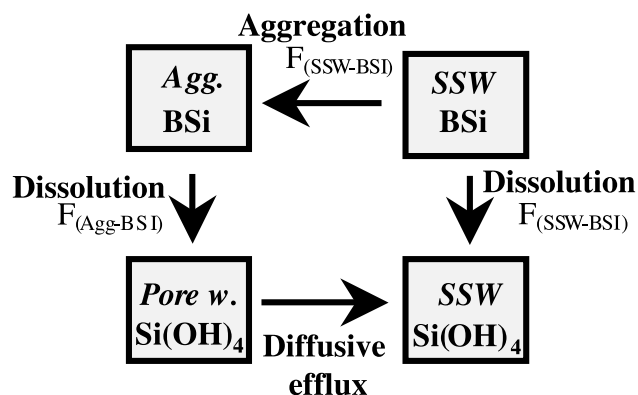 Aggregation
F(SSW-BSI)
Agg.
BSi
SSW
BSi
Dissolution
F(Agg-BSI)
Dissolution
F(SSW-BSI)
Pore w.
Si(OH)4
SSW
Si(OH)4
Diffusive
efflux